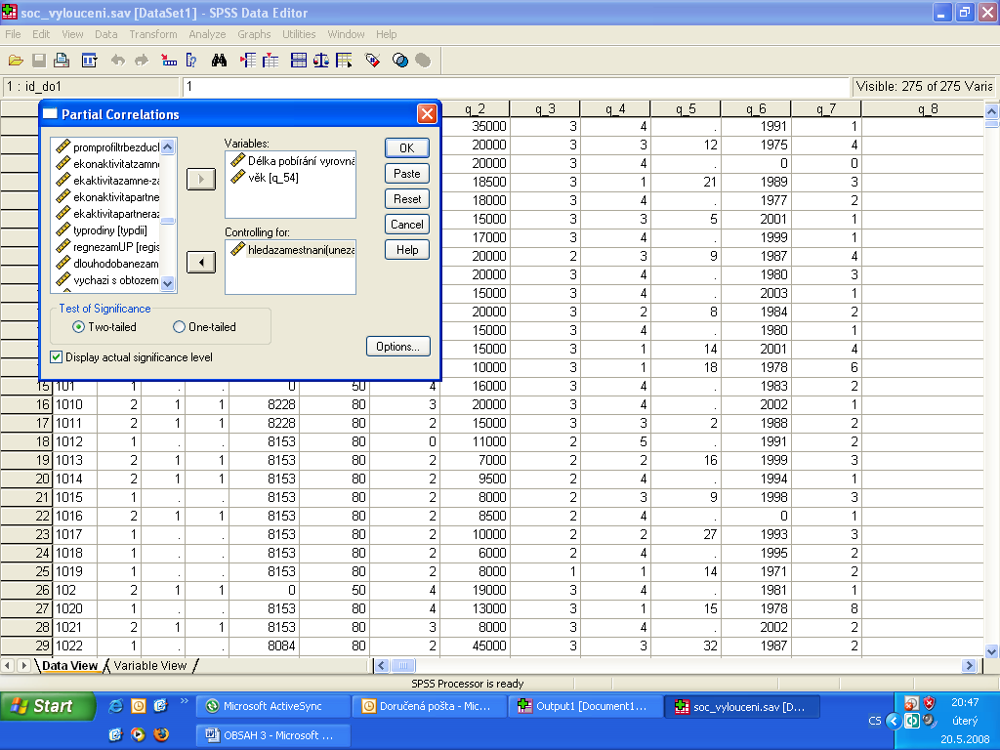 soc_vylouceni.sav [DataSet1] - SPSS Data Editor
File Edit View Data Transform Analyze Graphs Utilities Window Help
1 : id_do1 1 Visible: 275 of 275 Varia
q_2 q_3 q_4 q_5 q_6 q_7 q_8
35000 3 4 . 1991 1
20000 3 3 12 1975 4
20000 3 4 . 0 0
18500 3 1 21 1989 3
18000 3 4 . 1977 2
15000 3 3 5 2001 1
17000 3 4 . 1999 1
20000 2 3 9 1987 4
20000 3 4 . 1980 3
15000 3 4 . 2003 1
20000 3 2 8 1984 2
15000 3 4 . 1980 1
15000 3 1 14 2001 4
10000 3 1 18 1978 6
Partial Correlations
promprofiltrbezducl
ekonaktivitatzamne
ekaktivitazamne-za
ekonaktivitapartne
ekaktivitapartneraz
typrodiny [typdii]
regnezamUP [regis
dlouhodobanezam
vychazi s obtozem
Variables:
Délka pobírání vyrovná
věk [q_54]
Controlling for:
hledazamestnani(uneza
OK
Paste
Reset
Cancel
Help
Test of Significance
Two-tailed One-tailed
Display actual significance level
Options...
15 101 1 . . 0 50 4 16000 3 4 . 1983 2
16 1010 2 1 1 8228 80 3 20000 3 4 . 2002 1
17 1011 2 1 1 8228 80 2 15000 3 3 2 1988 2
18 1012 1 . . 8153 80 0 11000 2 5 . 1991 2
19 1013 2 1 1 8153 80 2 7000 2 2 16 1999 3
20 1014 2 1 1 8153 80 2 9500 2 4 . 1994 1
21 1015 1 . . 8153 80 2 8000 2 3 9 1998 3
22 1016 2 1 1 8153 80 2 8500 2 4 . 0 1
23 1017 1 . . 8153 80 2 10000 2 2 27 1993 3
24 1018 1 . . 8153 80 2 6000 2 4 . 1995 2
25 1019 1 . . 8153 80 2 8000 1 1 14 1971 2
26 102 2 1 1 0 50 4 19000 3 4 . 1981 1
27 1020 1 . . 8153 80 4 13000 3 1 15 1978 8
28 1021 2 1 1 8153 80 3 8000 3 4 . 2002 2
29 1022 1 . . 8084 80 2 45000 3 3 32 1987 2
Data View Variable View
SPSS Processor is ready
Start
Microsoft ActiveSync
Doručená pošta - Mic...
Output1 [Document1...
soc_vylouceni.sav [D...
OBSAH 3 - Microsoft ...
CS
20:47
úterý
20.5.2008